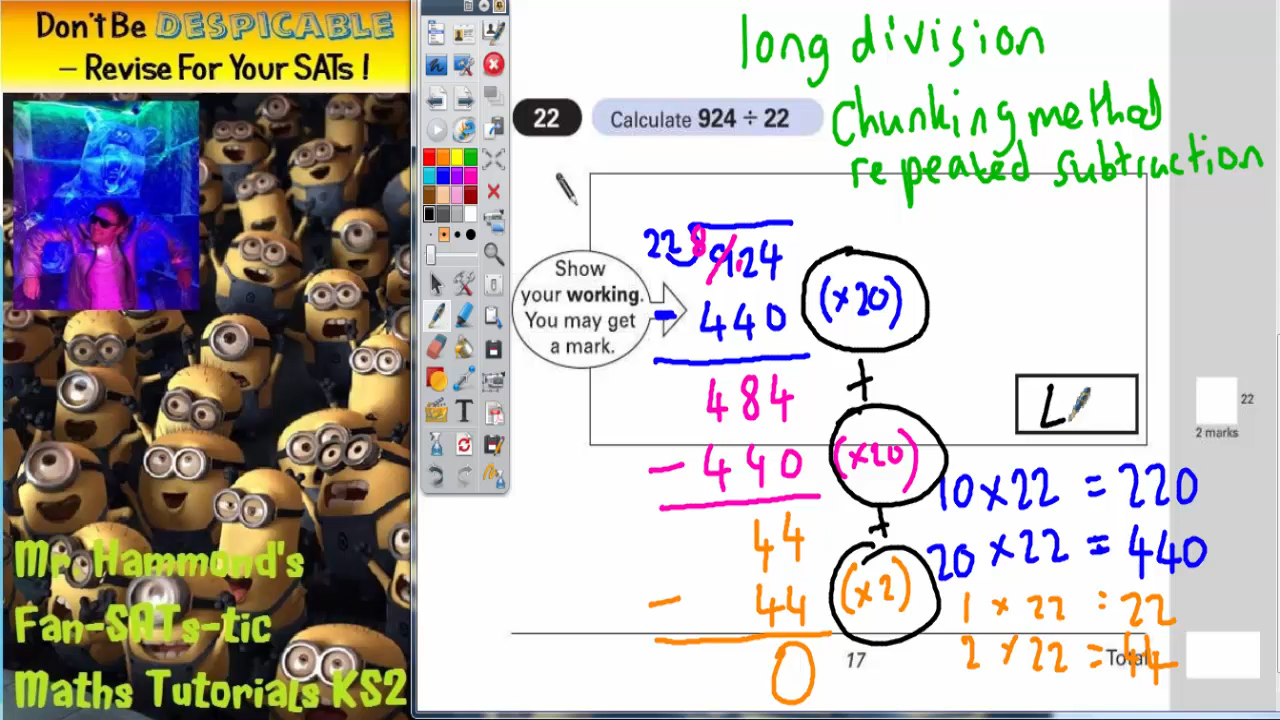 Don't Be DESPICABLE
– Revise For Your SATs !
long division
chunking method
repeated subtraction
22
Calculate 924 ÷ 22
Show
your working.
You may get
a mark.
22 8 9124
- 440 (×20)
+
484
- 440 (×20)
+
44
- 44 (×2)
0
10 × 22 = 220
20 × 22 = 440
1 × 22 = 22
2 × 22 = 44
4
22
2 marks
17
Total
Mr Hammond's
Fan-SATs-tic
Maths Tutorials KS2